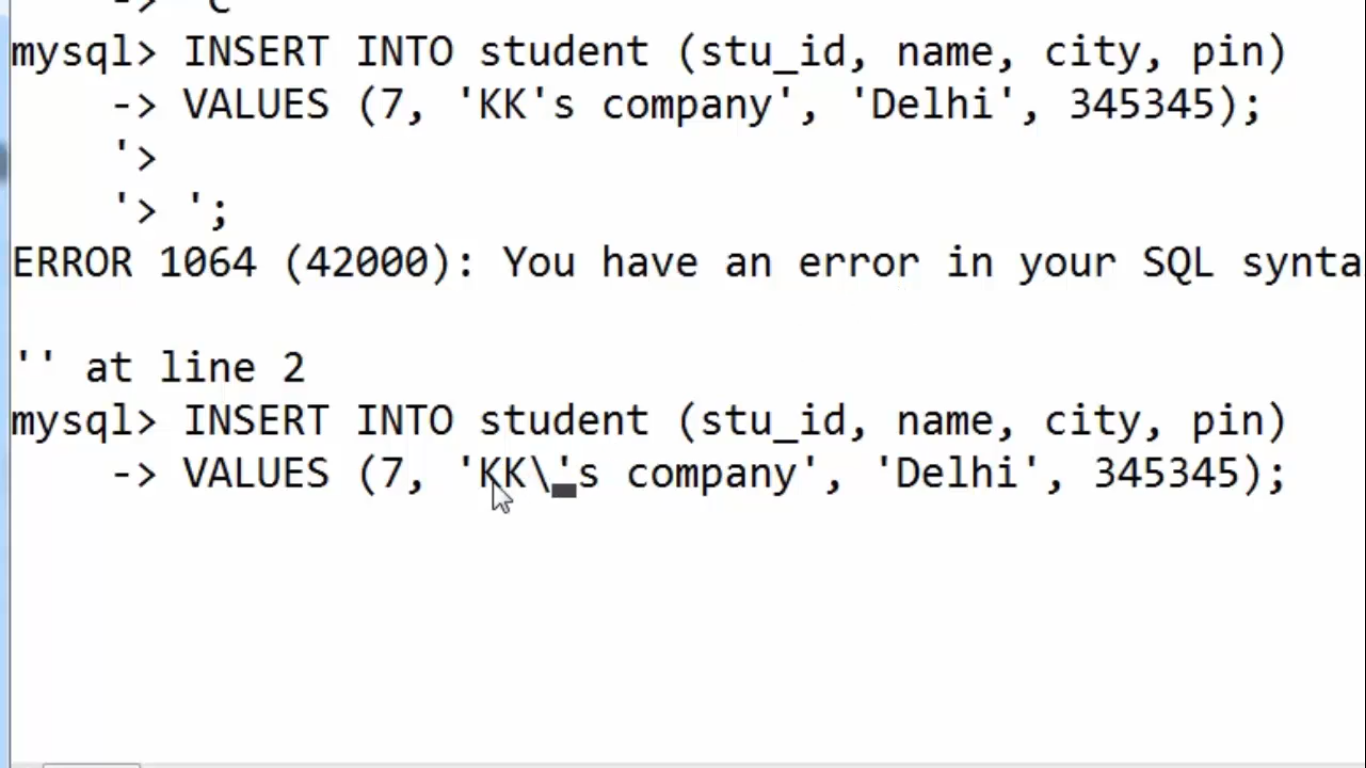 -> 'C
mysql> INSERT INTO student (stu_id, name, city, pin)
-> VALUES (7, 'KK's company', 'Delhi', 345345);
'>
'> ';
ERROR 1064 (42000): You have an error in your SQL synta
'' at line 2
mysql> INSERT INTO student (stu_id, name, city, pin)
-> VALUES (7, 'KK\'s company', 'Delhi', 345345);